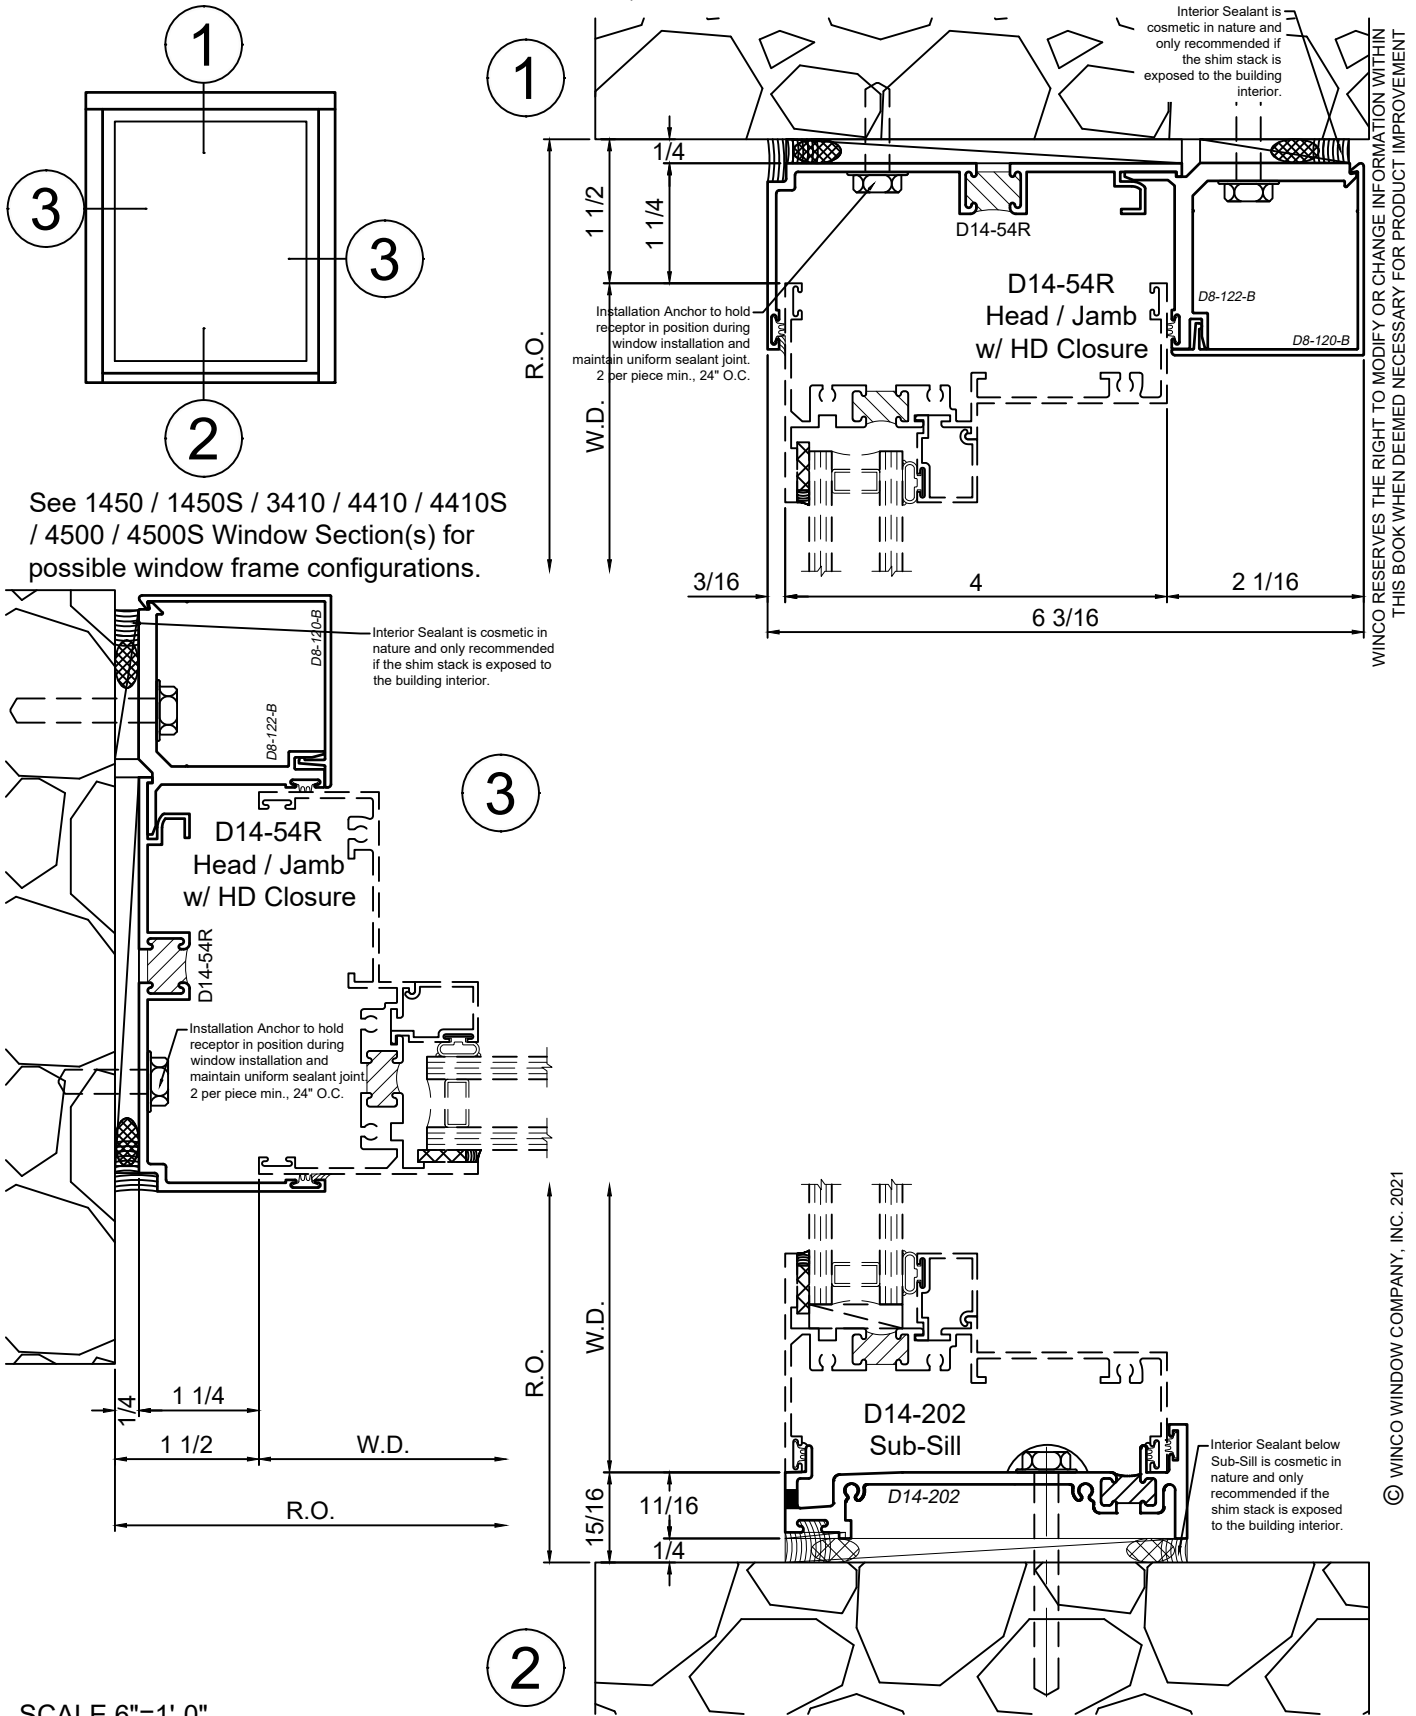 1
3
3
2
See 1450 / 1450S / 3410 / 4410 / 4410S
/ 4500 / 4500S Window Section(s) for
possible window frame configurations.
1
Interior Sealant is
cosmetic in nature and
only recommended if
the shim stack is
exposed to the building
interior.
1/4
1 1/2
1 1/4
R.O.
W.D.
D14-54R
D14-54R
Head / Jamb
w/ HD Closure
D8-122-B
D8-120-B
Installation Anchor to hold
receptor in position during
window installation and
maintain uniform sealant joint.
2 per piece min., 24" O.C.
3/16
4
2 1/16
6 3/16
WINCO RESERVES THE RIGHT TO MODIFY OR CHANGE INFORMATION WITHIN
THIS BOOK WHEN DEEMED NECESSARY FOR PRODUCT IMPROVEMENT
D8-120-B
D8-122-B
Interior Sealant is cosmetic in
nature and only recommended
if the shim stack is exposed to
the building interior.
3
D14-54R
Head / Jamb
w/ HD Closure
D14-54R
Installation Anchor to hold
receptor in position during
window installation and
maintain uniform sealant joint.
2 per piece min., 24" O.C.
1/4
1 1/4
1 1/2
W.D.
R.O.
R.O.
W.D.
D14-202
Sub-Sill
D14-202
15/16
11/16
1/4
Interior Sealant below
Sub-Sill is cosmetic in
nature and only
recommended if the
shim stack is exposed
to the building interior.
2
© WINCO WINDOW COMPANY, INC. 2021
SCALE 6"=1'-0"